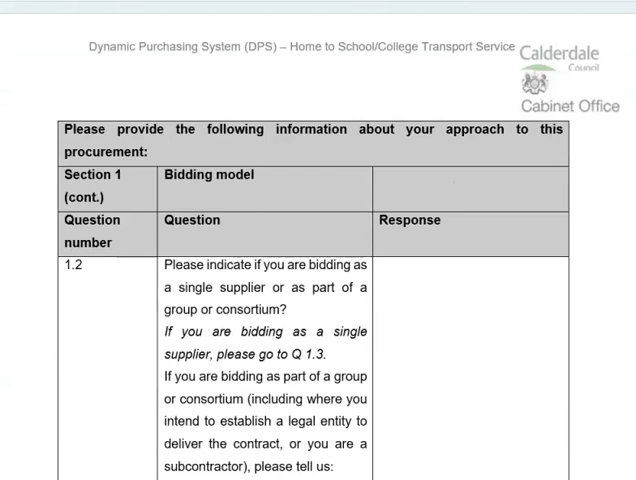 Dynamic Purchasing System (DPS) – Home to School/College Transport Service
Calderdale
Council
Cabinet Office
Please provide the following information about your approach to this
procurement:
Section 1
(cont.)
Bidding model
Question
number
Question
Response
1.2
Please indicate if you are bidding as
a single supplier or as part of a
group or consortium?
If you are bidding as a single
supplier, please go to Q 1.3.
If you are bidding as part of a group
or consortium (including where you
intend to establish a legal entity to
deliver the contract, or you are a
subcontractor), please tell us: